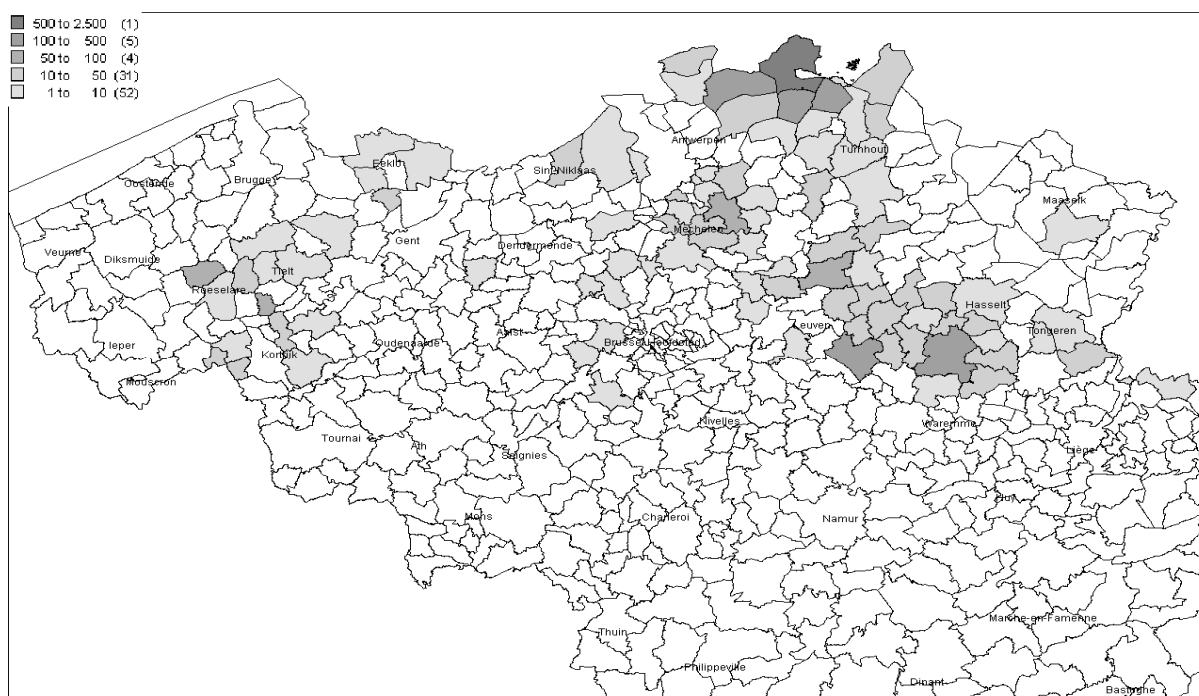 500 to 2.500 (1)
100 to 500 (5)
50 to 100 (4)
10 to 50 (31)
1 to 10 (52)
Antwerpen
Turnhout
Eeklo
Sint-Niklaas
Oostende
Brugge
Maaseik
Mechelen
Gent
Dendermonde
Veurne
Diksmuide
Tielt
Roeselare
Hasselt
Leuven
Tongeren
Aalst
Ieper
Kortrijk
Oudenaarde
Mouscron
Nivelles
Waremme
Tournai
Ath
Soignies
Liège
Huy
Mons
Charleroi
Namur
Marche-en-Famenne
Thuin
Philippeville
Dinant
Bastogne